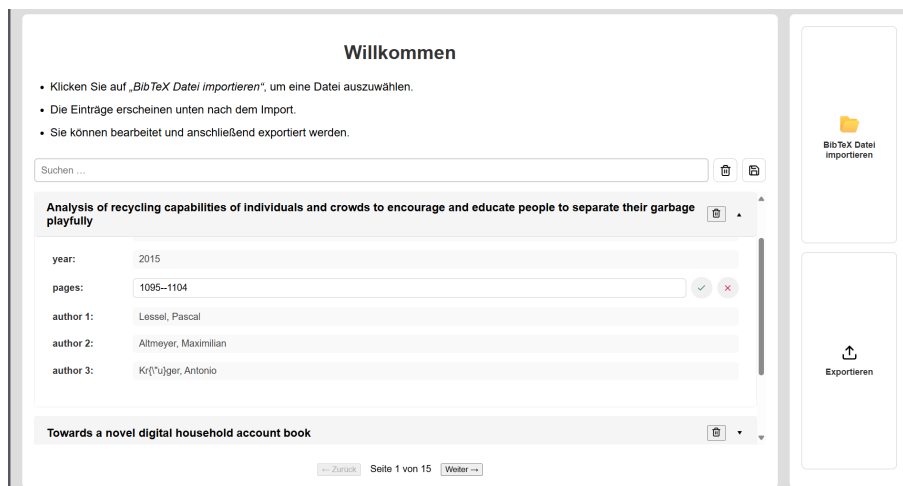 Willkommen
• Klicken Sie auf „BibTeX Datei importieren“, um eine Datei auszuwählen.
• Die Einträge erscheinen unten nach dem Import.
• Sie können bearbeitet und anschließend exportiert werden.
Suchen ...
Analysis of recycling capabilities of individuals and crowds to encourage and educate people to separate their garbage
playfully
year: 2015
pages: 1095--1104
author 1: Lessel, Pascal
author 2: Altmeyer, Maximilian
author 3: Kr{\"u}ger, Antonio
Towards a novel digital household account book
← Zurück Seite 1 von 15 Weiter →
BibTeX Datei
importieren
Exportieren